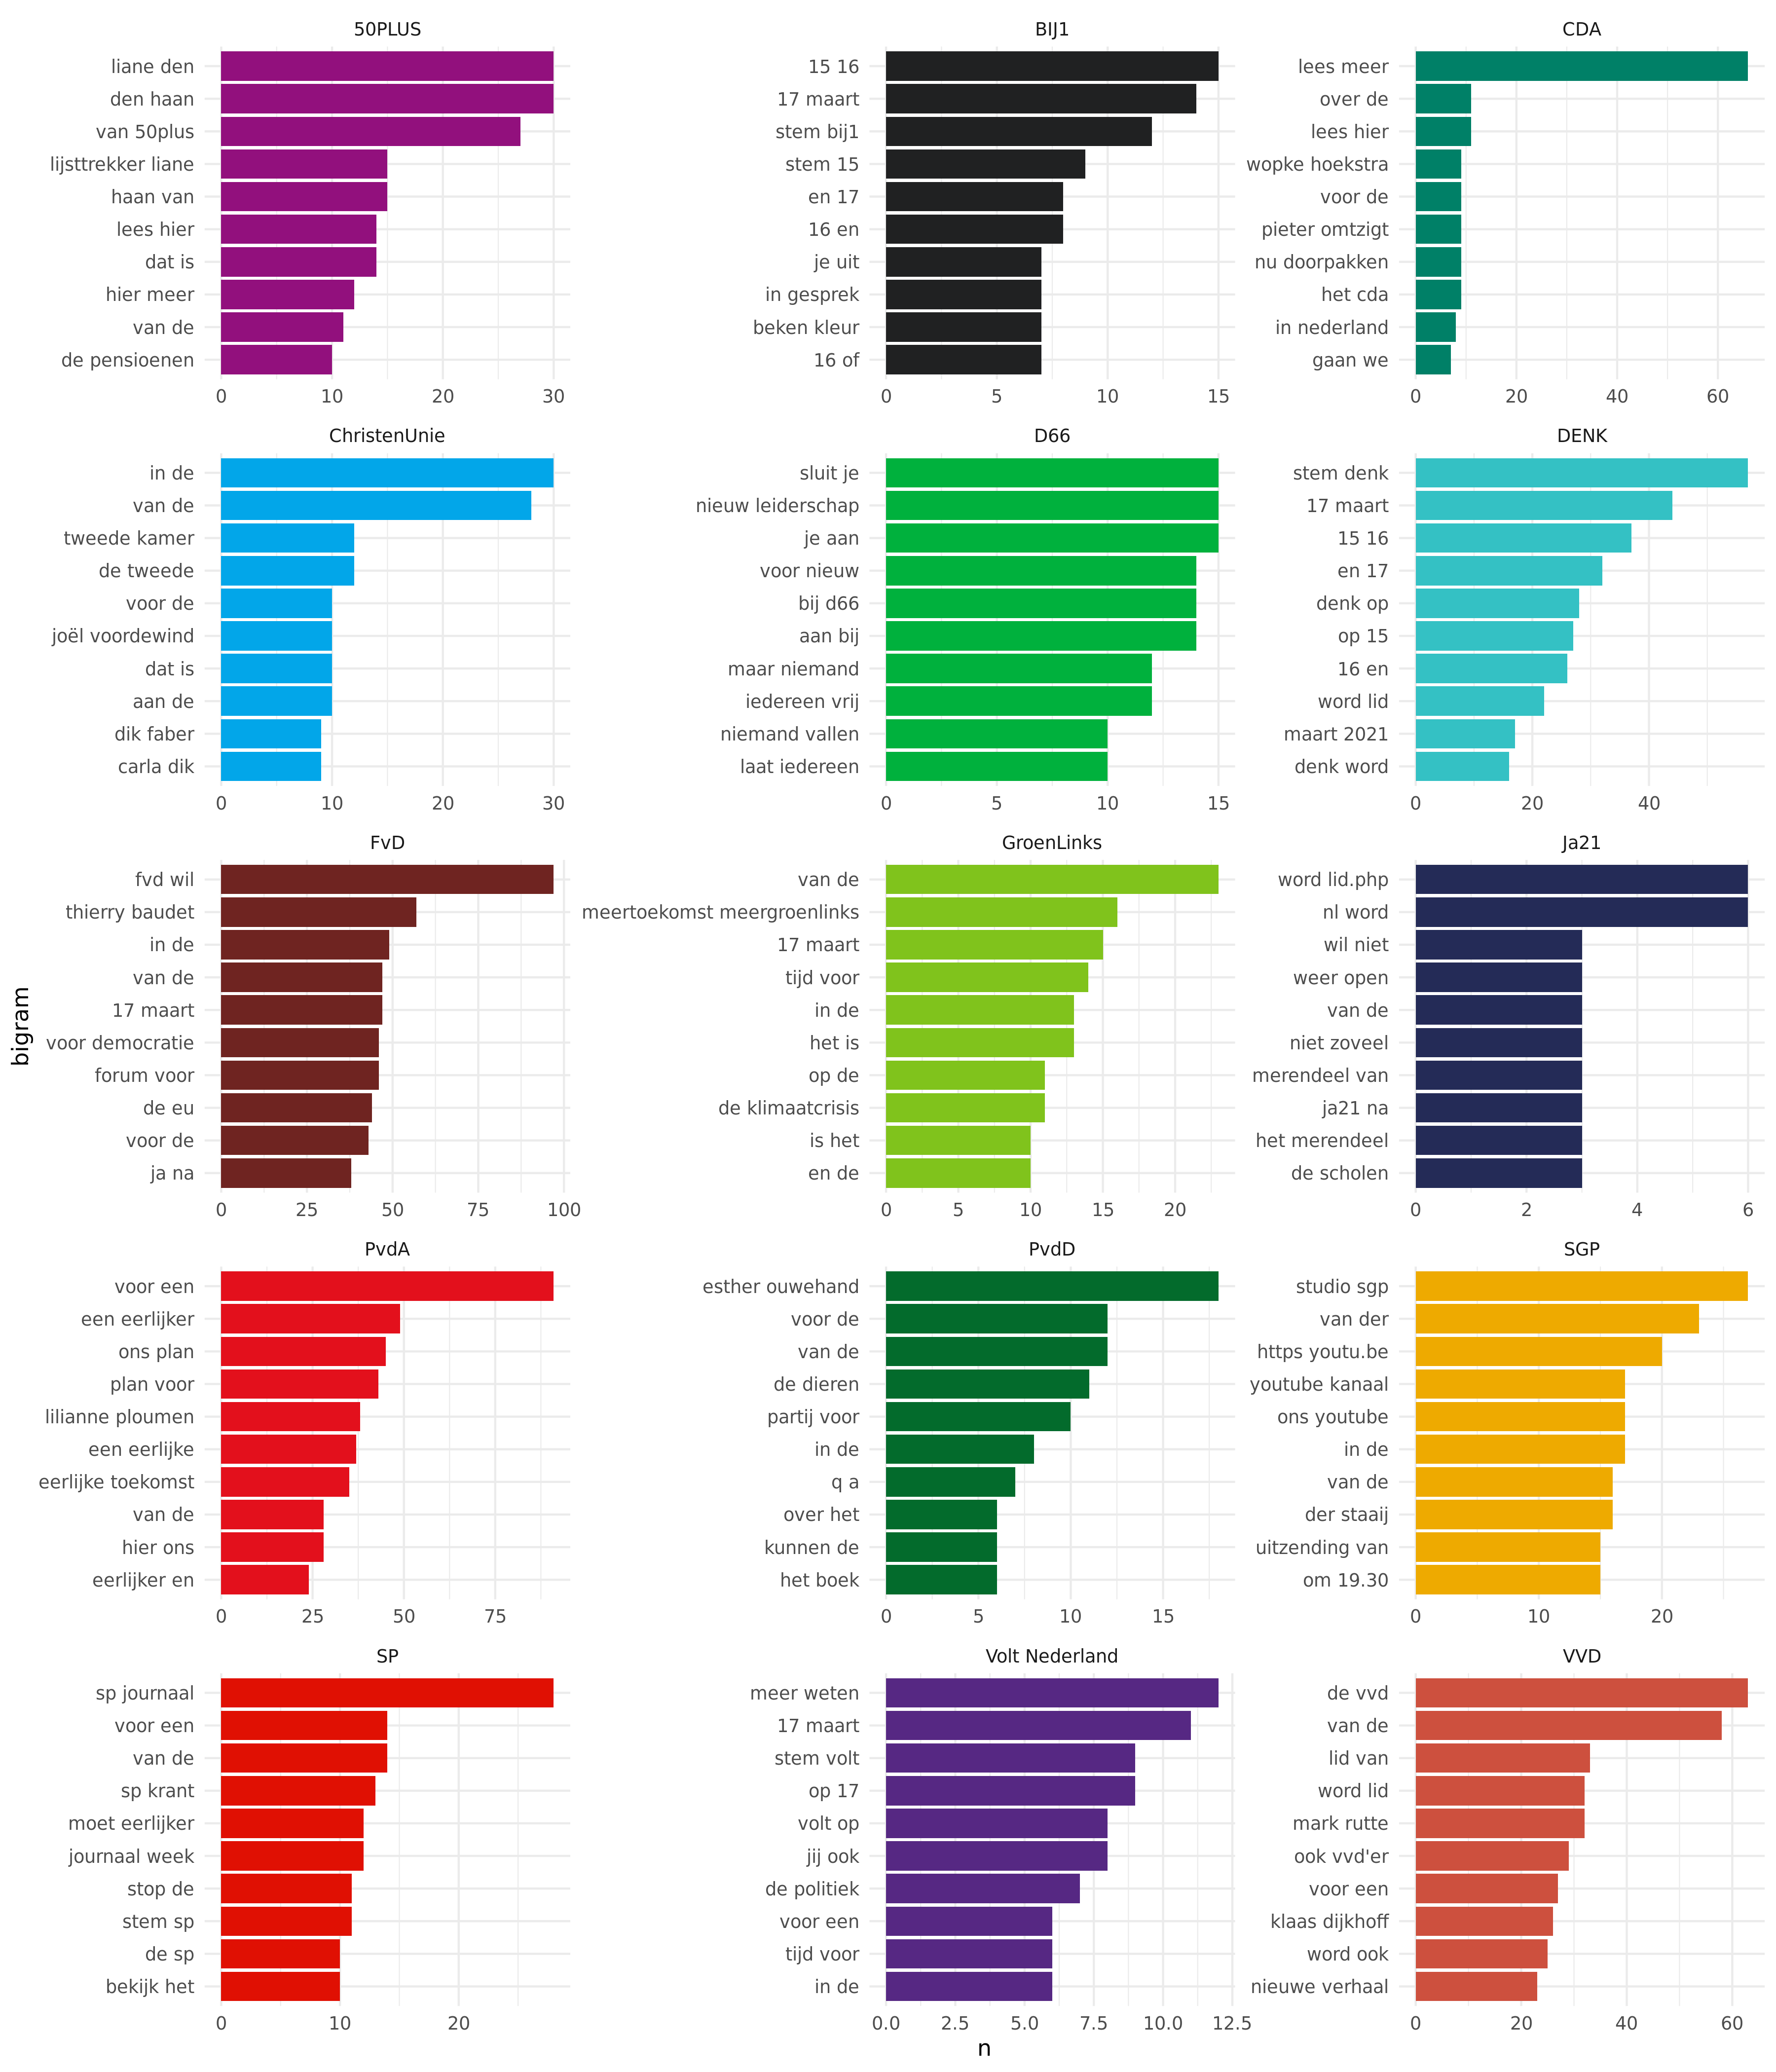 50PLUS
liane den
den haan
van 50plus
lijsttrekker liane
haan van
lees hier
dat is
hier meer
van de
de pensioenen
0 10 20 30
BIJ1
15 16
17 maart
stem bij1
stem 15
en 17
16 en
je uit
in gesprek
beken kleur
16 of
0 5 10 15
CDA
lees meer
over de
lees hier
wopke hoekstra
voor de
pieter omtzigt
nu doorpakken
het cda
in nederland
gaan we
0 20 40 60
ChristenUnie
in de
van de
tweede kamer
de tweede
voor de
joël voordewind
dat is
aan de
dik faber
carla dik
0 10 20 30
D66
sluit je
nieuw leiderschap
je aan
voor nieuw
bij d66
aan bij
maar niemand
iedereen vrij
niemand vallen
laat iedereen
0 5 10 15
DENK
stem denk
17 maart
15 16
en 17
denk op
op 15
16 en
word lid
maart 2021
denk word
0 20 40
FvD
fvd wil
thierry baudet
in de
van de
17 maart
voor democratie
forum voor
de eu
voor de
ja na
0 25 50 75 100
GroenLinks
van de
meertoekomst meergroenlinks
17 maart
tijd voor
in de
het is
op de
de klimaatcrisis
is het
en de
0 5 10 15 20
Ja21
word lid.php
nl word
wil niet
weer open
van de
niet zoveel
merendeel van
ja21 na
het merendeel
de scholen
0 2 4 6
PvdA
voor een
een eerlijker
ons plan
plan voor
lilianne ploumen
een eerlijke
eerlijke toekomst
van de
hier ons
eerlijker en
0 25 50 75
PvdD
esther ouwehand
voor de
van de
de dieren
partij voor
in de
q a
over het
kunnen de
het boek
0 5 10 15
SGP
studio sgp
van der
https youtu.be
youtube kanaal
ons youtube
in de
van de
der staaij
uitzending van
om 19.30
0 10 20
SP
sp journaal
voor een
van de
sp krant
moet eerlijker
journaal week
stop de
stem sp
de sp
bekijk het
0 10 20
Volt Nederland
meer weten
17 maart
stem volt
op 17
volt op
jij ook
de politiek
voor een
tijd voor
in de
0.0 2.5 5.0 7.5 10.0 12.5
VVD
de vvd
van de
lid van
word lid
mark rutte
ook vvd'er
voor een
klaas dijkhoff
word ook
nieuwe verhaal
0 20 40 60
bigram
n